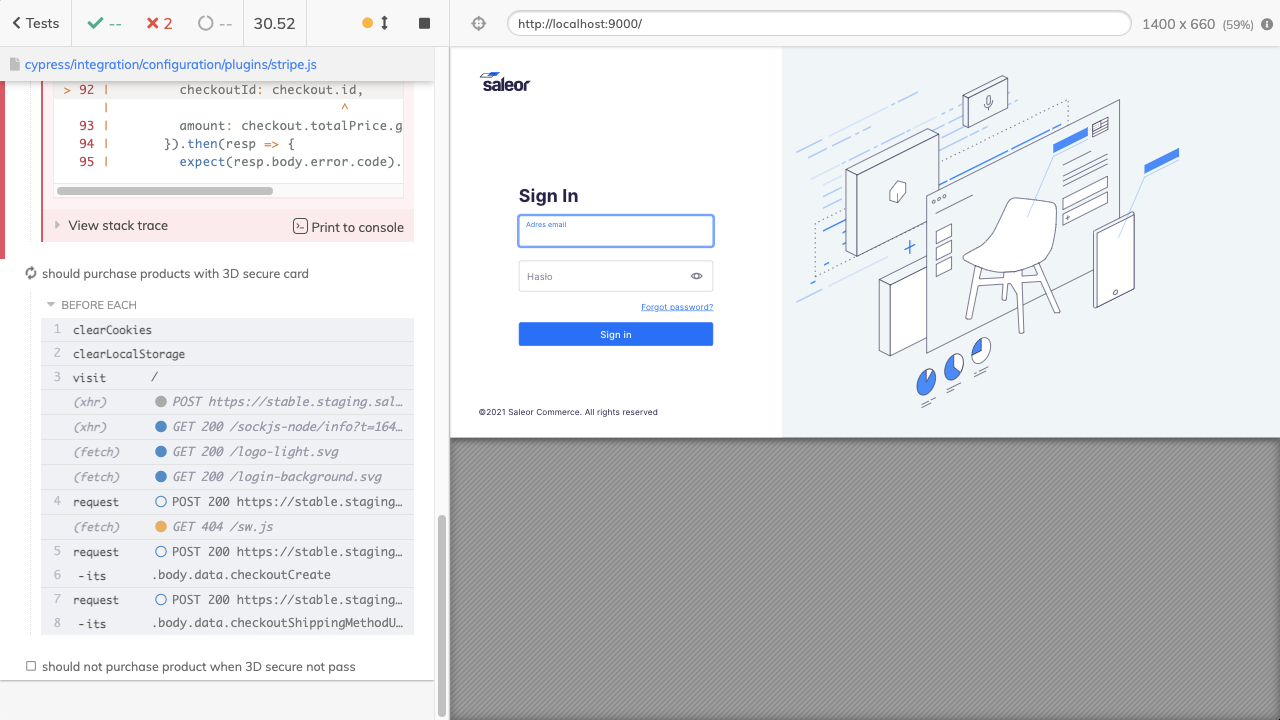 Tests
--
2
--
30.52
http://localhost:9000/
1400 x 660 (59%)
cypress/integration/configuration/plugins/stripe.js
> 92 | checkoutId: checkout.id,
| ^
93 | amount: checkout.totalPrice.g
94 | }).then(resp => {
95 | expect(resp.body.error.code).
View stack trace
Print to console
should purchase products with 3D secure card
BEFORE EACH
1 clearCookies
2 clearLocalStorage
3 visit /
(xhr) POST https://stable.staging.sal…
(xhr) GET 200 /sockjs-node/info?t=164…
(fetch) GET 200 /logo-light.svg
(fetch) GET 200 /login-background.svg
4 request POST 200 https://stable.staging…
(fetch) GET 404 /sw.js
5 request POST 200 https://stable.staging…
6 -its .body.data.checkoutCreate
7 request POST 200 https://stable.staging…
8 -its .body.data.checkoutShippingMethodU…
should not purchase product when 3D secure not pass
saleor
Sign In
Adres email
Hasło
Forgot password?
Sign in
©2021 Saleor Commerce. All rights reserved